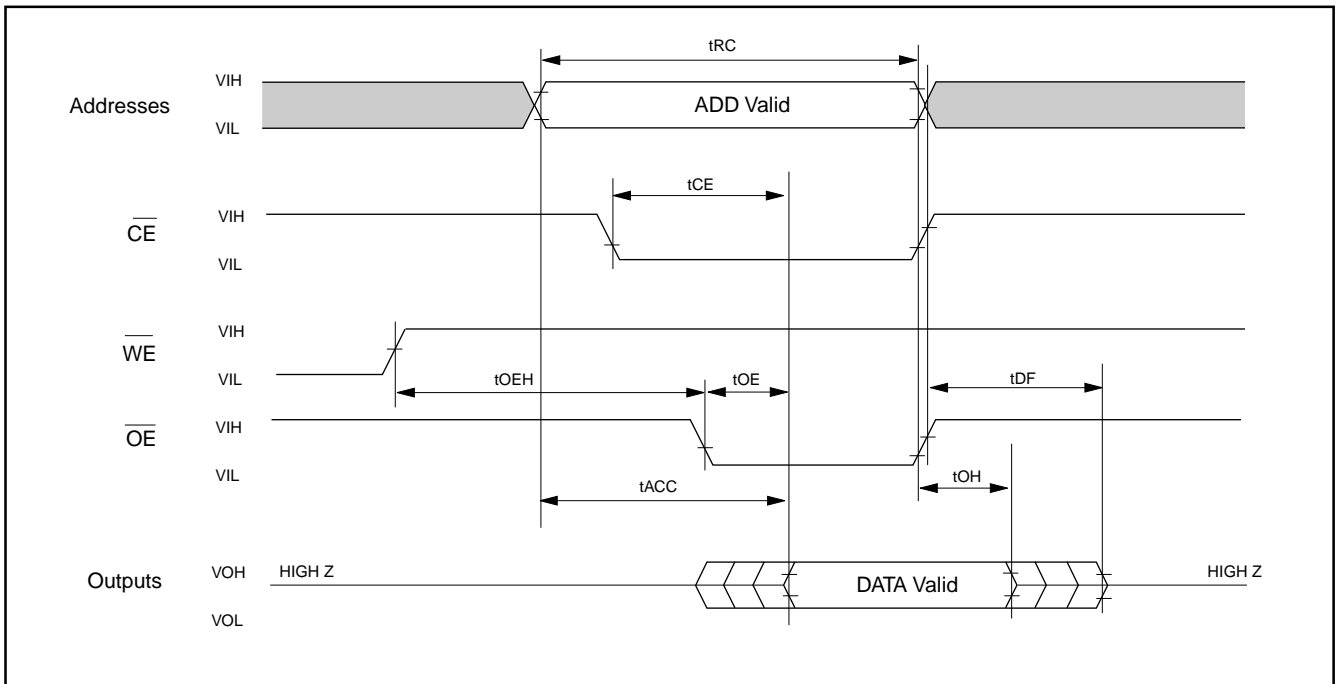 tRC
VIH
Addresses
ADD Valid
VIL
tCE
VIH
CE
VIL
VIH
WE
VIL
tOEH
tOE
tDF
VIH
OE
VIL
tACC
tOH
VOH
HIGH Z
HIGH Z
Outputs
DATA Valid
VOL